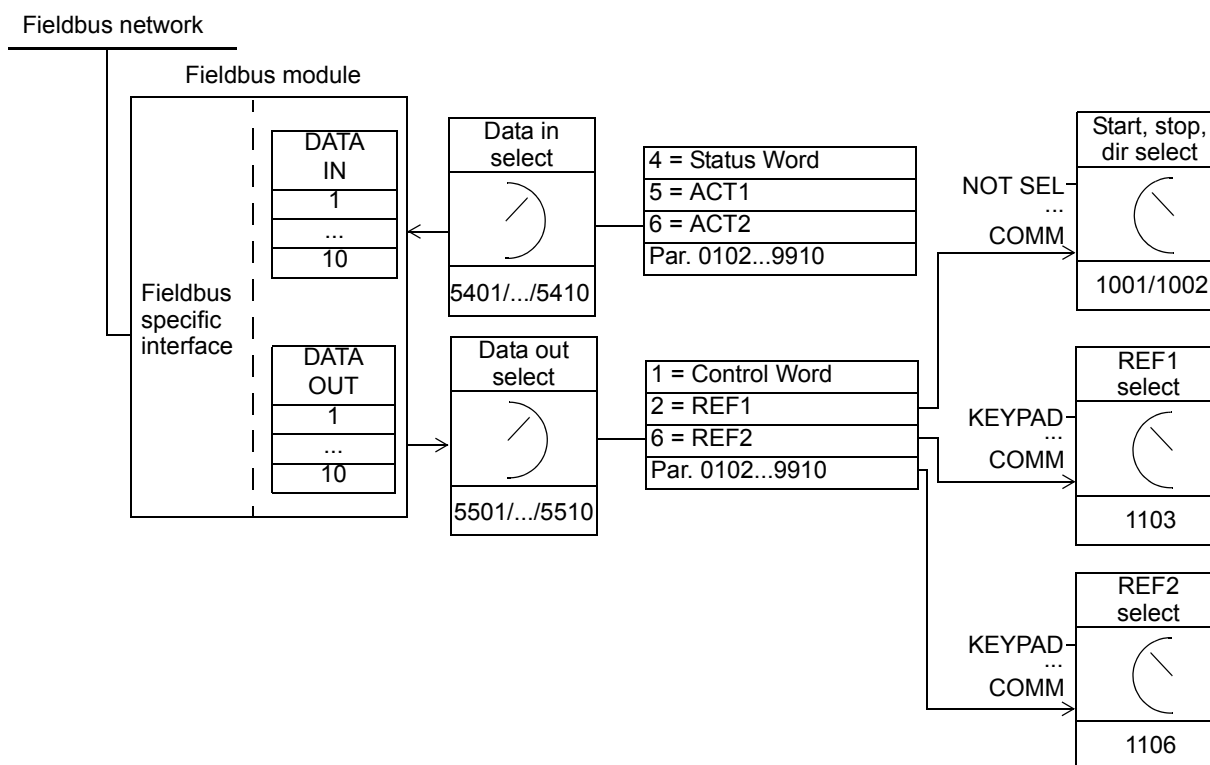 Fieldbus network
Fieldbus module
Fieldbus
specific
interface
DATA
IN
1
...
10
DATA
OUT
1
...
10
Data in
select
5401/.../5410
4 = Status Word
5 = ACT1
6 = ACT2
Par. 0102...9910
Data out
select
5501/.../5510
1 = Control Word
2 = REF1
6 = REF2
Par. 0102...9910
Start, stop,
dir select
NOT SEL
...
COMM
1001/1002
REF1
select
KEYPAD
...
COMM
1103
REF2
select
KEYPAD
...
COMM
1106